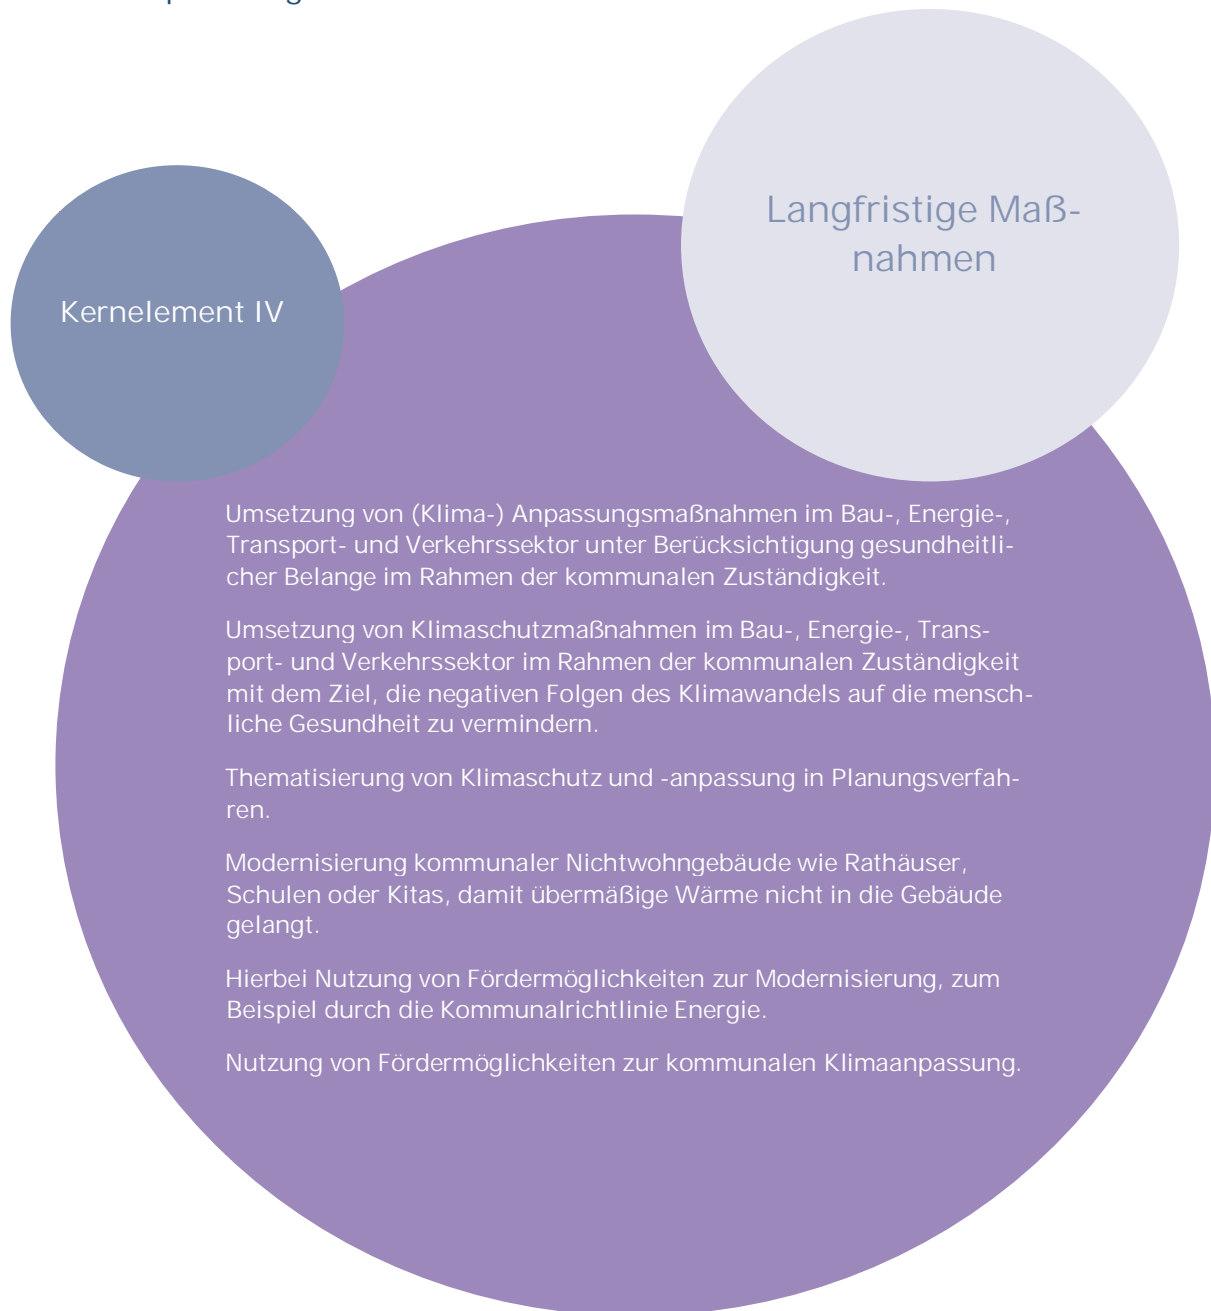 Langfristige Maß-
nahmen
Kernelement IV
Umsetzung von (Klima-) Anpassungsmaßnahmen im Bau-, Energie-,
Transport- und Verkehrssektor unter Berücksichtigung gesundheitli-
cher Belange im Rahmen der kommunalen Zuständigkeit.
Umsetzung von Klimaschutzmaßnahmen im Bau-, Energie-, Trans-
port- und Verkehrssektor im Rahmen der kommunalen Zuständigkeit
mit dem Ziel, die negativen Folgen des Klimawandels auf die mensch-
liche Gesundheit zu vermindern.
Thematisierung von Klimaschutz und -anpassung in Planungsverfah-
ren.
Modernisierung kommunaler Nichtwohngebäude wie Rathäuser,
Schulen oder Kitas, damit übermäßige Wärme nicht in die Gebäude
gelangt.
Hierbei Nutzung von Fördermöglichkeiten zur Modernisierung, zum
Beispiel durch die Kommunalrichtlinie Energie.
Nutzung von Fördermöglichkeiten zur kommunalen Klimaanpassung.